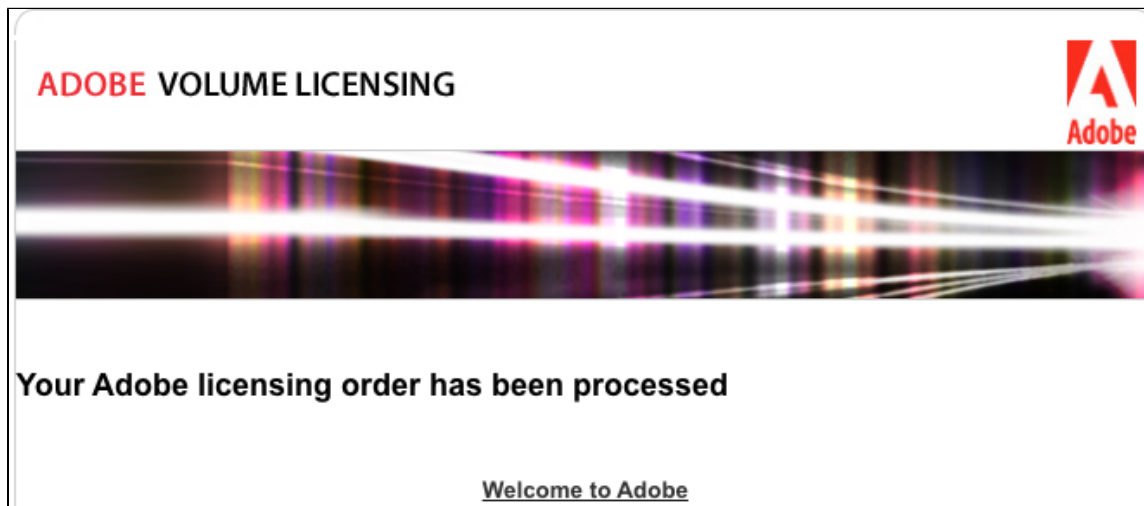 ADOBE VOLUME LICENSING
Adobe
Your Adobe licensing order has been processed
Welcome to Adobe